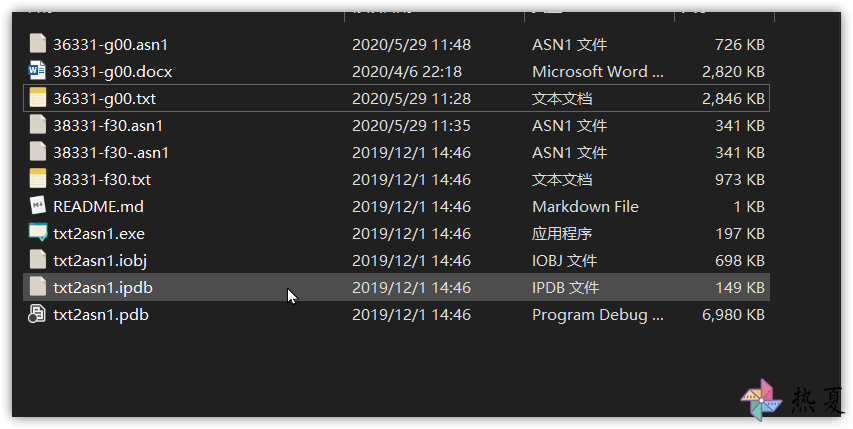 36331-g00.asn1 2020/5/29 11:48 ASN1 文件 726 KB
36331-g00.docx 2020/4/6 22:18 Microsoft Word ... 2,820 KB
36331-g00.txt 2020/5/29 11:28 文本文档 2,846 KB
38331-f30.asn1 2020/5/29 11:35 ASN1 文件 341 KB
38331-f30-.asn1 2019/12/1 14:46 ASN1 文件 341 KB
38331-f30.txt 2019/12/1 14:46 文本文档 973 KB
README.md 2019/12/1 14:46 Markdown File 1 KB
txt2asn1.exe 2019/12/1 14:46 应用程序 197 KB
txt2asn1.iobj 2019/12/1 14:46 IOBJ 文件 698 KB
txt2asn1.ipdb 2019/12/1 14:46 IPDB 文件 149 KB
txt2asn1.pdb 2019/12/1 14:46 Program Debug ... 6,980 KB
热夏